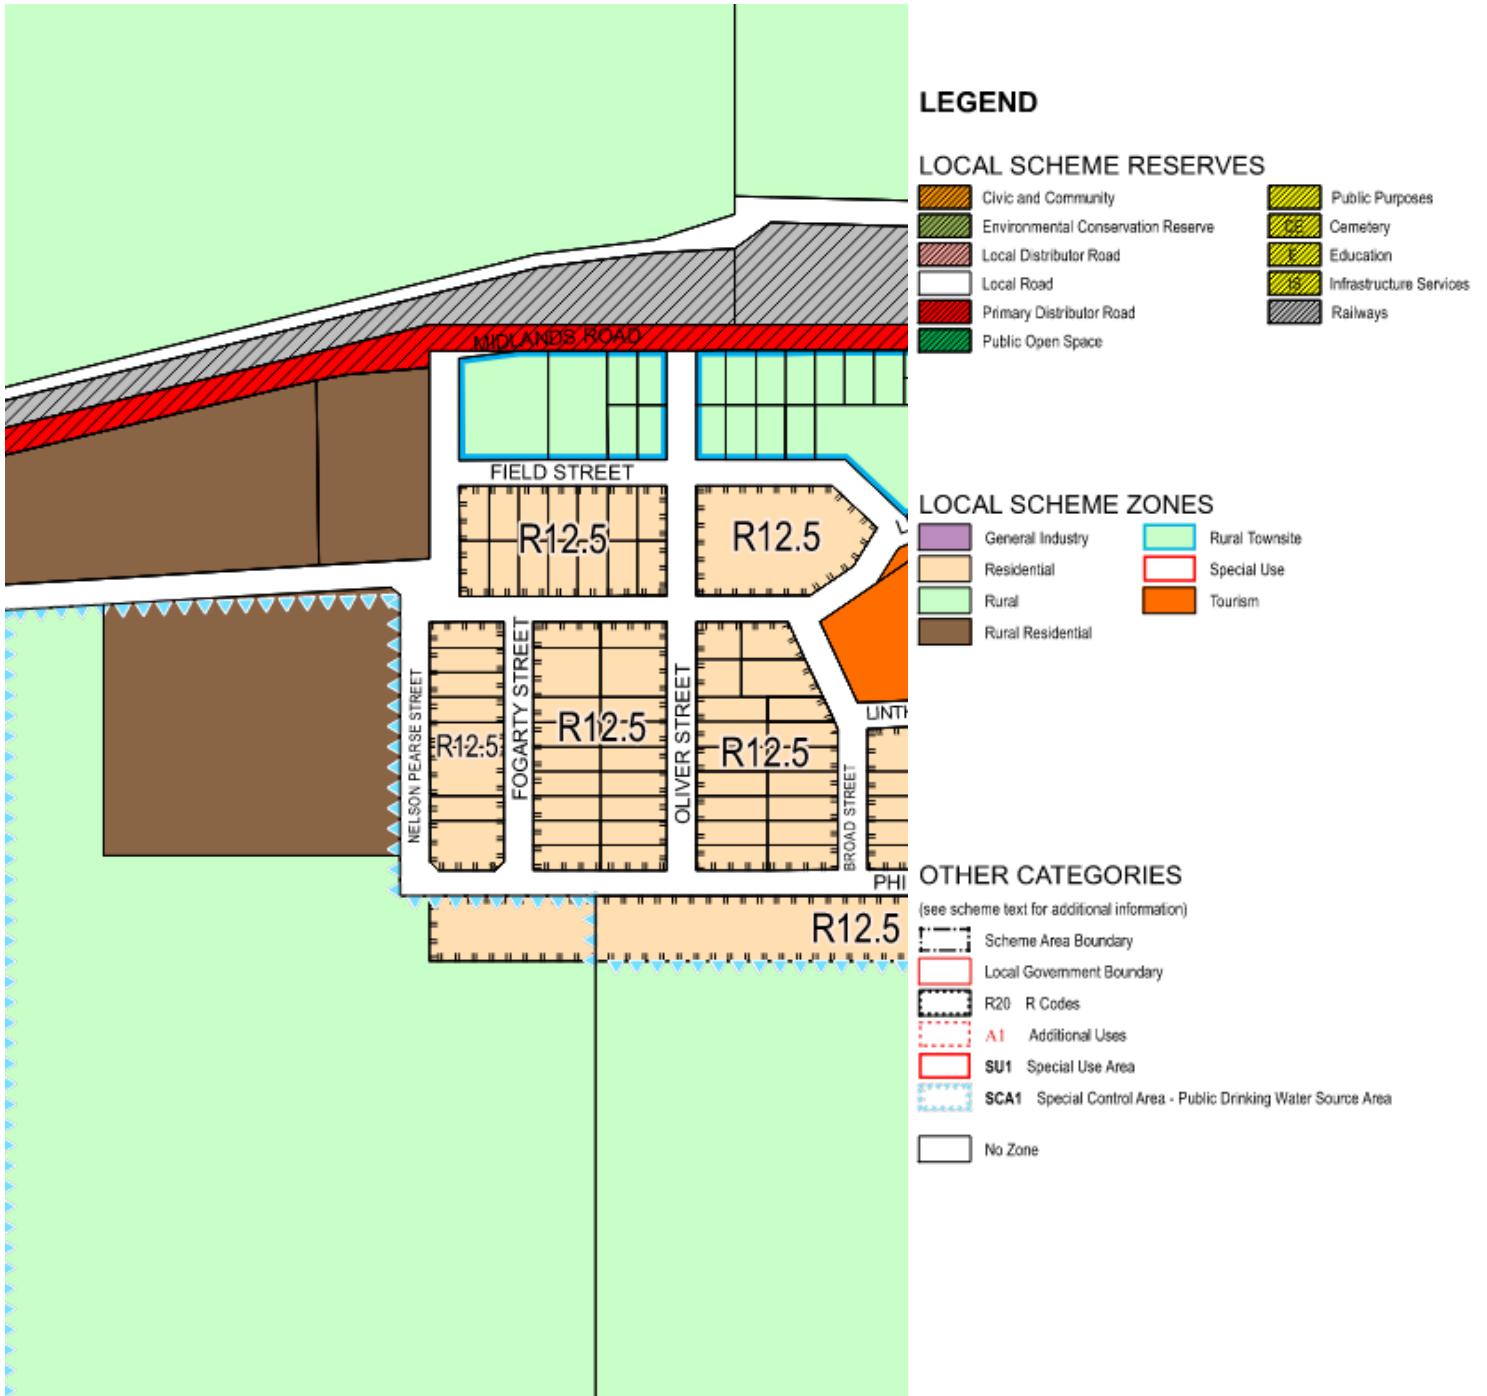 MIDLANDS ROAD
FIELD STREET
R12.5
R12.5
L
NELSON PEARSE STREET
R12.5
FOGARTY STREET
R12.5
OLIVER STREET
R12.5
BROAD STREET
LINTH
PHI
R12.5
LEGEND
LOCAL SCHEME RESERVES
Civic and Community
Environmental Conservation Reserve
Local Distributor Road
Local Road
Primary Distributor Road
Public Open Space
Public Purposes
CE Cemetery
E Education
IS Infrastructure Services
Railways
LOCAL SCHEME ZONES
General Industry
Residential
Rural
Rural Residential
Rural Townsite
Special Use
Tourism
OTHER CATEGORIES
(see scheme text for additional information)
Scheme Area Boundary
Local Government Boundary
R20 R Codes
A1 Additional Uses
SU1 Special Use Area
SCA1 Special Control Area - Public Drinking Water Source Area
No Zone